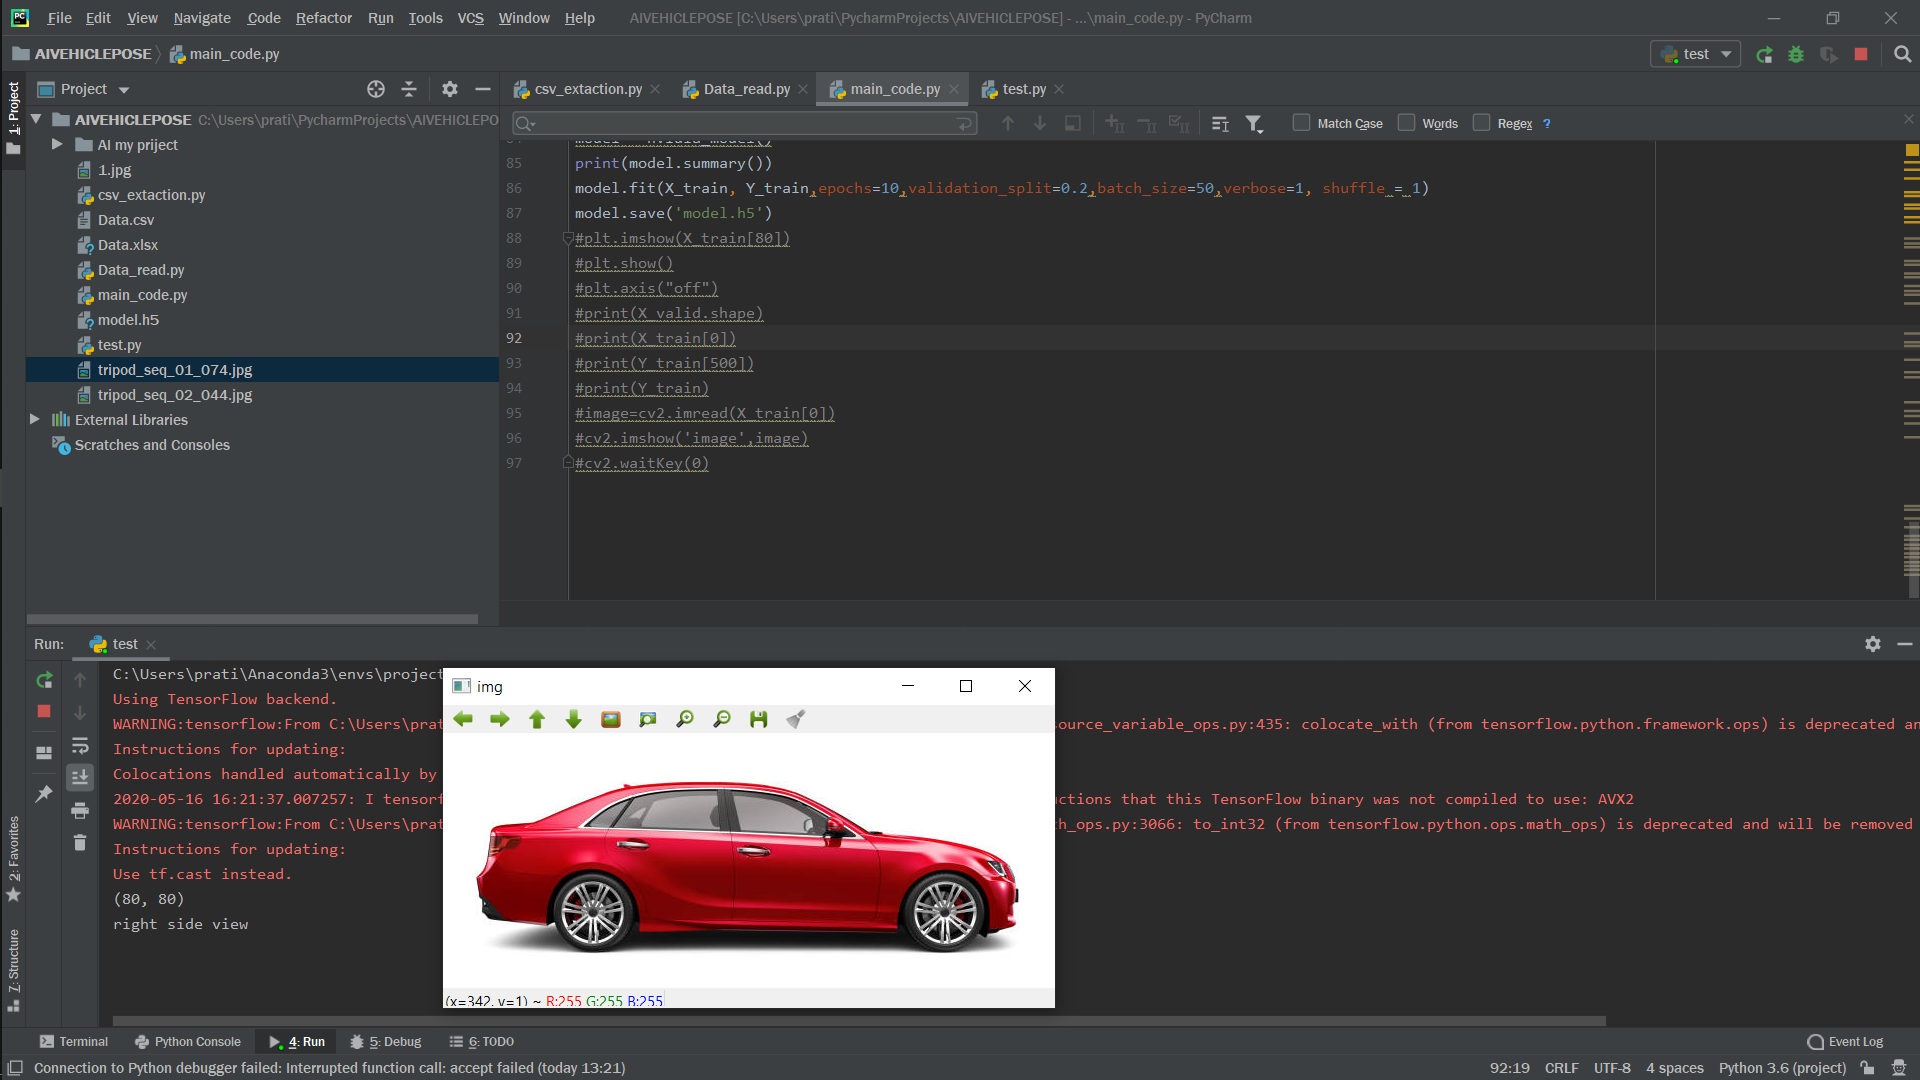 File Edit View Navigate Code Refactor Run Tools VCS Window Help AIVEHICLEPOSE [C:\Users\prati\PycharmProjects\AIVEHICLEPOSE] - ...\main_code.py - PyCharm
AIVEHICLEPOSE main_code.py test
1: Project
Project
csv_extaction.py Data_read.py main_code.py test.py
Match Case Words Regex ?
AIVEHICLEPOSE C:\Users\prati\PycharmProjects\AIVEHICLEPO
AI my priject
1.jpg
csv_extaction.py
Data.csv
Data.xlsx
Data_read.py
main_code.py
model.h5
test.py
tripod_seq_01_074.jpg
tripod_seq_02_044.jpg
External Libraries
Scratches and Consoles
85 print(model.summary())
86 model.fit(X_train, Y_train,epochs=10,validation_split=0.2,batch_size=50,verbose=1, shuffle = 1)
87 model.save('model.h5')
88 #plt.imshow(X_train[80])
89 #plt.show()
90 #plt.axis("off")
91 #print(X_valid.shape)
92 #print(X_train[0])
93 #print(Y_train[500])
94 #print(Y_train)
95 #image=cv2.imread(X_train[0])
96 #cv2.imshow('image',image)
97 #cv2.waitKey(0)
Run: test
C:\Users\prati\Anaconda3\envs\project
Using TensorFlow backend.
WARNING:tensorflow:From C:\Users\prat source_variable_ops.py:435: colocate_with (from tensorflow.python.framework.ops) is deprecated an
Instructions for updating:
Colocations handled automatically by
2020-05-16 16:21:37.007257: I tensorf uctions that this TensorFlow binary was not compiled to use: AVX2
WARNING:tensorflow:From C:\Users\prat th_ops.py:3066: to_int32 (from tensorflow.python.ops.math_ops) is deprecated and will be removed
Instructions for updating:
Use tf.cast instead.
(80, 80)
right side view
img
(x=342, y=1) ~ R:255 G:255 B:255
2: Favorites
7: Structure
Terminal Python Console 4: Run 5: Debug 6: TODO Event Log
Connection to Python debugger failed: Interrupted function call: accept failed (today 13:21) 92:19 CRLF UTF-8 4 spaces Python 3.6 (project)